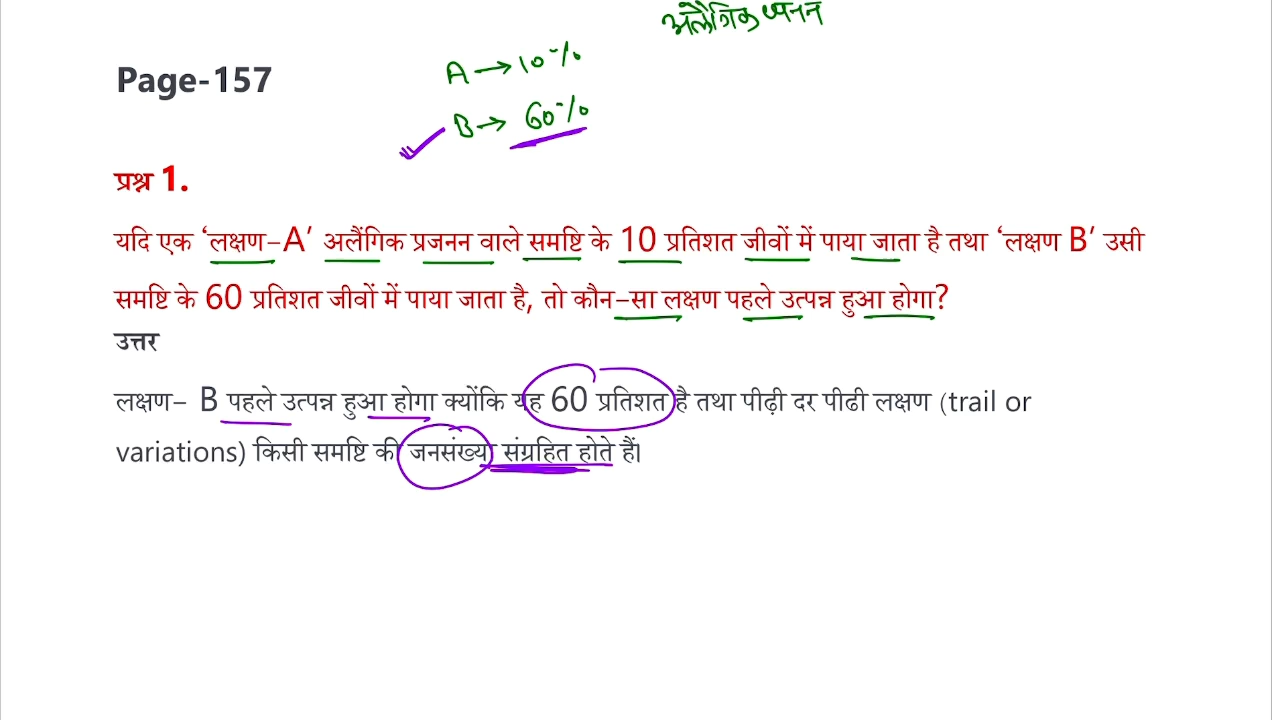 अलैंगिक प्रजनन
A → 10%
Page-157
B → 60%
प्रश्न 1.
यदि एक ‘लक्षण–A’ अलैंगिक प्रजनन वाले समष्टि के 10 प्रतिशत जीवों में पाया जाता है तथा ‘लक्षण B’ उसी
समष्टि के 60 प्रतिशत जीवों में पाया जाता है, तो कौन–सा लक्षण पहले उत्पन्न हुआ होगा?
उत्तर
लक्षण– B पहले उत्पन्न हुआ होगा क्योंकि यह 60 प्रतिशत है तथा पीढ़ी दर पीढी लक्षण (trail or
variations) किसी समष्टि की जनसंख्य संग्रहित होते हैं।